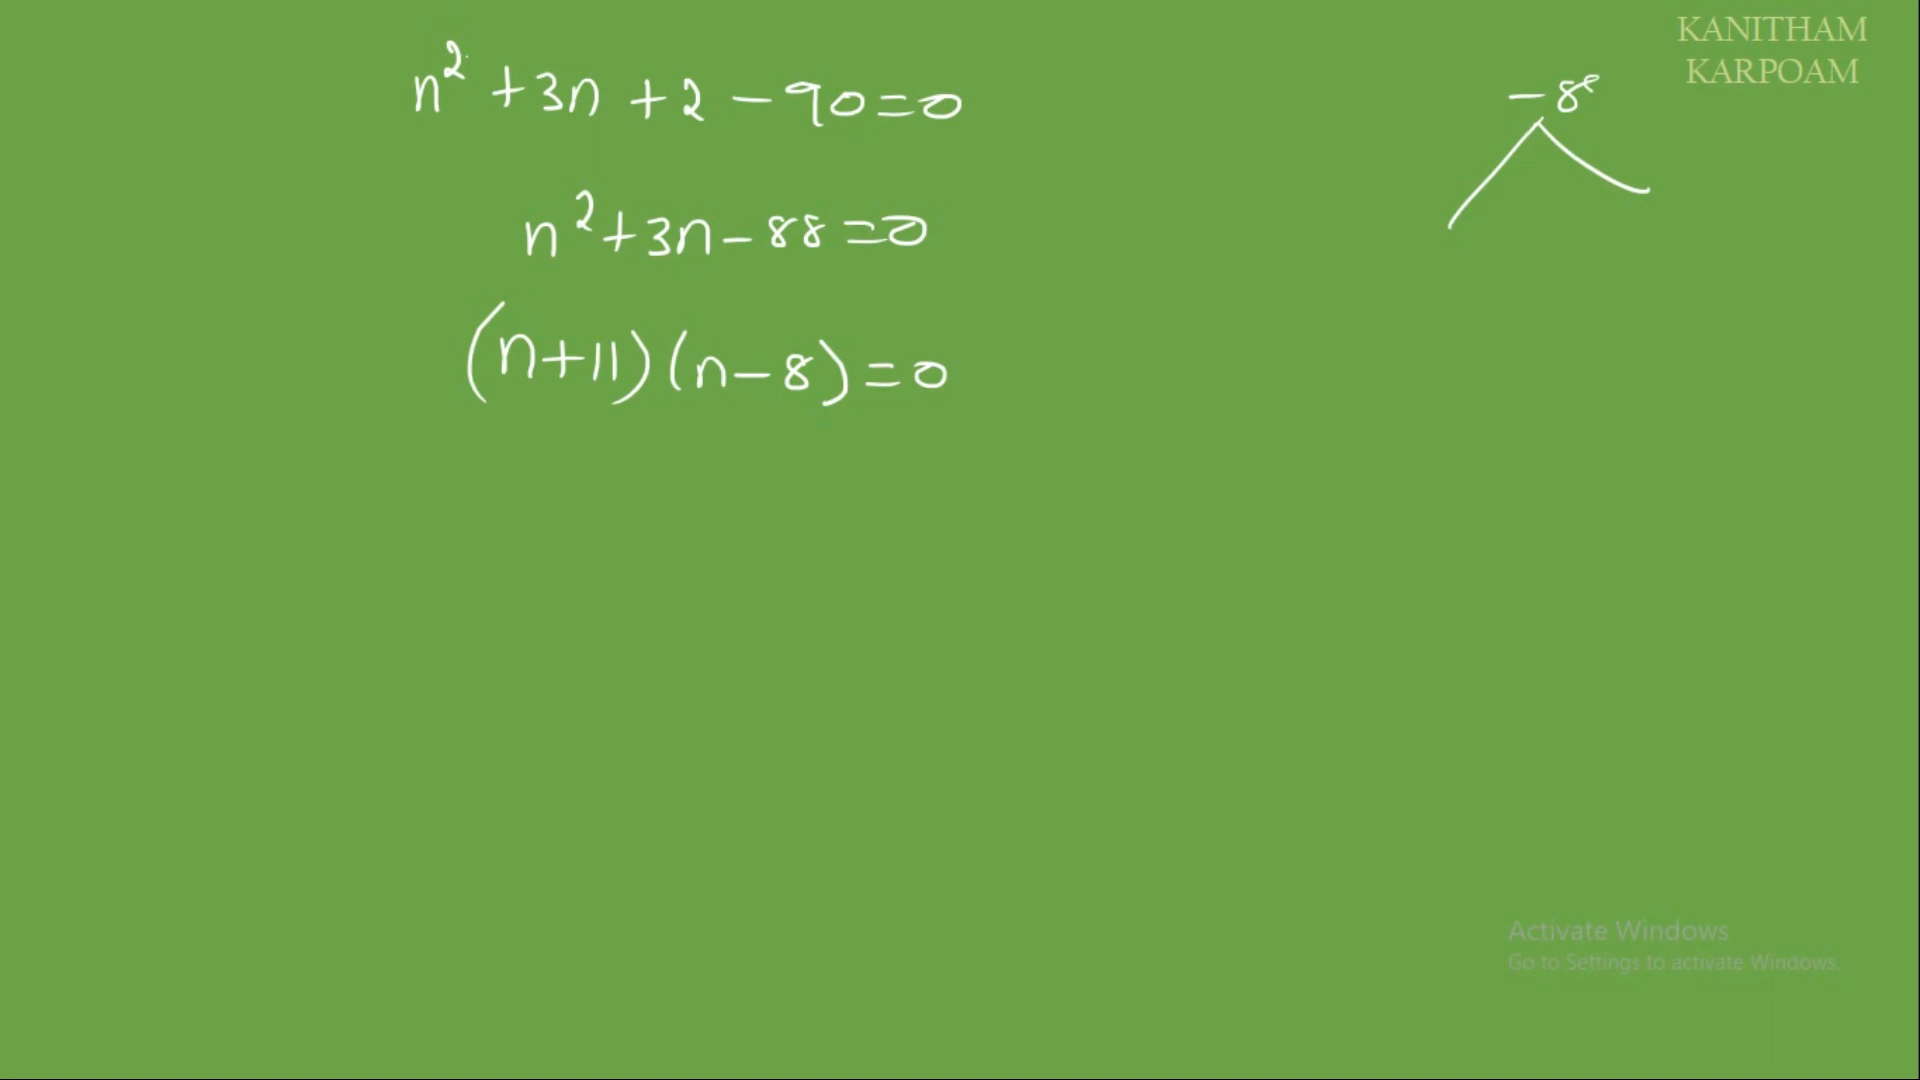 n² + 3n + 2 - 90 = 0
n² + 3n - 88 = 0
(n + 11) (n - 8) = 0
KANITHAM
KARPOAM
Activate Windows
Go to Settings to activate Windows.